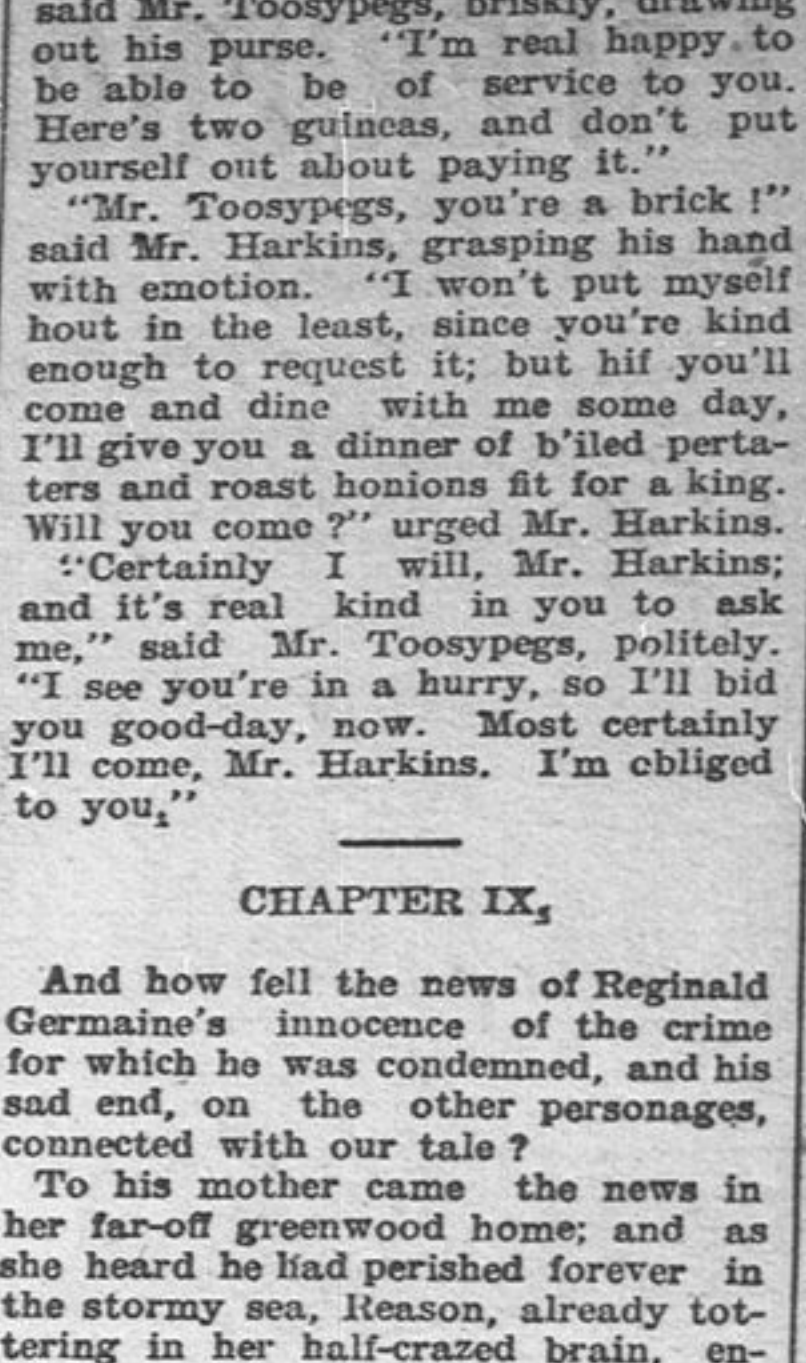 said Mr. Toosypegs, briskly, drawing
out his purse. "I'm real happy to
be able to be of service to you.
Here's two guineas, and don't put
yourself out about paying it."
"Mr. Toosypegs, you're a brick !"
said Mr. Harkins, grasping his hand
with emotion. "I won't put myself
hout in the least, since you're kind
enough to request it; but hif you'll
come and dine with me some day,
I'll give you a dinner of b'iled perta-
ters and roast honions fit for a king.
Will you come ?" urged Mr. Harkins.
"Certainly I will, Mr. Harkins;
and it's real kind in you to ask
me," said Mr. Toosypegs, politely.
"I see you're in a hurry, so I'll bid
you good-day, now. Most certainly
I'll come, Mr. Harkins. I'm obliged
to you."
CHAPTER IX.
And how fell the news of Reginald
Germaine's innocence of the crime
for which he was condemned, and his
sad end, on the other personages,
connected with our tale ?
To his mother came the news in
her far-off greenwood home; and as
she heard he had perished forever in
the stormy sea, Reason, already tot-
tering in her half-crazed brain, en-